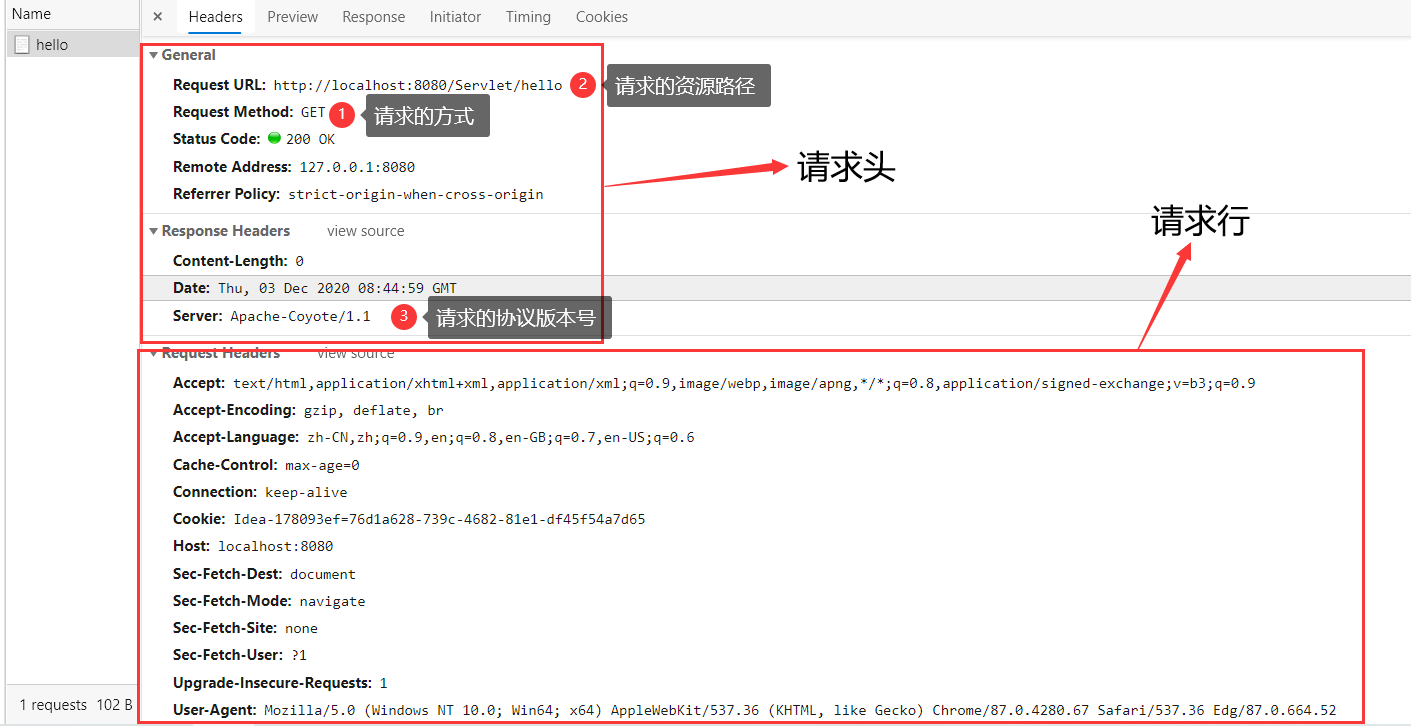 Name
× Headers Preview Response Initiator Timing Cookies
hello
General
Request URL: http://localhost:8080/Servlet/hello 2 请求的资源路径
Request Method: GET 1 请求的方式
Status Code: 200 OK
Remote Address: 127.0.0.1:8080
请求头
Referrer Policy: strict-origin-when-cross-origin
请求行
Response Headers view source
Content-Length: 0
Date: Thu, 03 Dec 2020 08:44:59 GMT
Server: Apache-Coyote/1.1 3 请求的协议版本号
Request Headers view source
Accept: text/html,application/xhtml+xml,application/xml;q=0.9,image/webp,image/apng,*/*;q=0.8,application/signed-exchange;v=b3;q=0.9
Accept-Encoding: gzip, deflate, br
Accept-Language: zh-CN,zh;q=0.9,en;q=0.8,en-GB;q=0.7,en-US;q=0.6
Cache-Control: max-age=0
Connection: keep-alive
Cookie: Idea-178093ef=76d1a628-739c-4682-81e1-df45f54a7d65
Host: localhost:8080
Sec-Fetch-Dest: document
Sec-Fetch-Mode: navigate
Sec-Fetch-Site: none
Sec-Fetch-User: ?1
Upgrade-Insecure-Requests: 1
User-Agent: Mozilla/5.0 (Windows NT 10.0; Win64; x64) AppleWebKit/537.36 (KHTML, like Gecko) Chrome/87.0.4280.67 Safari/537.36 Edg/87.0.664.52
1 requests 102 B